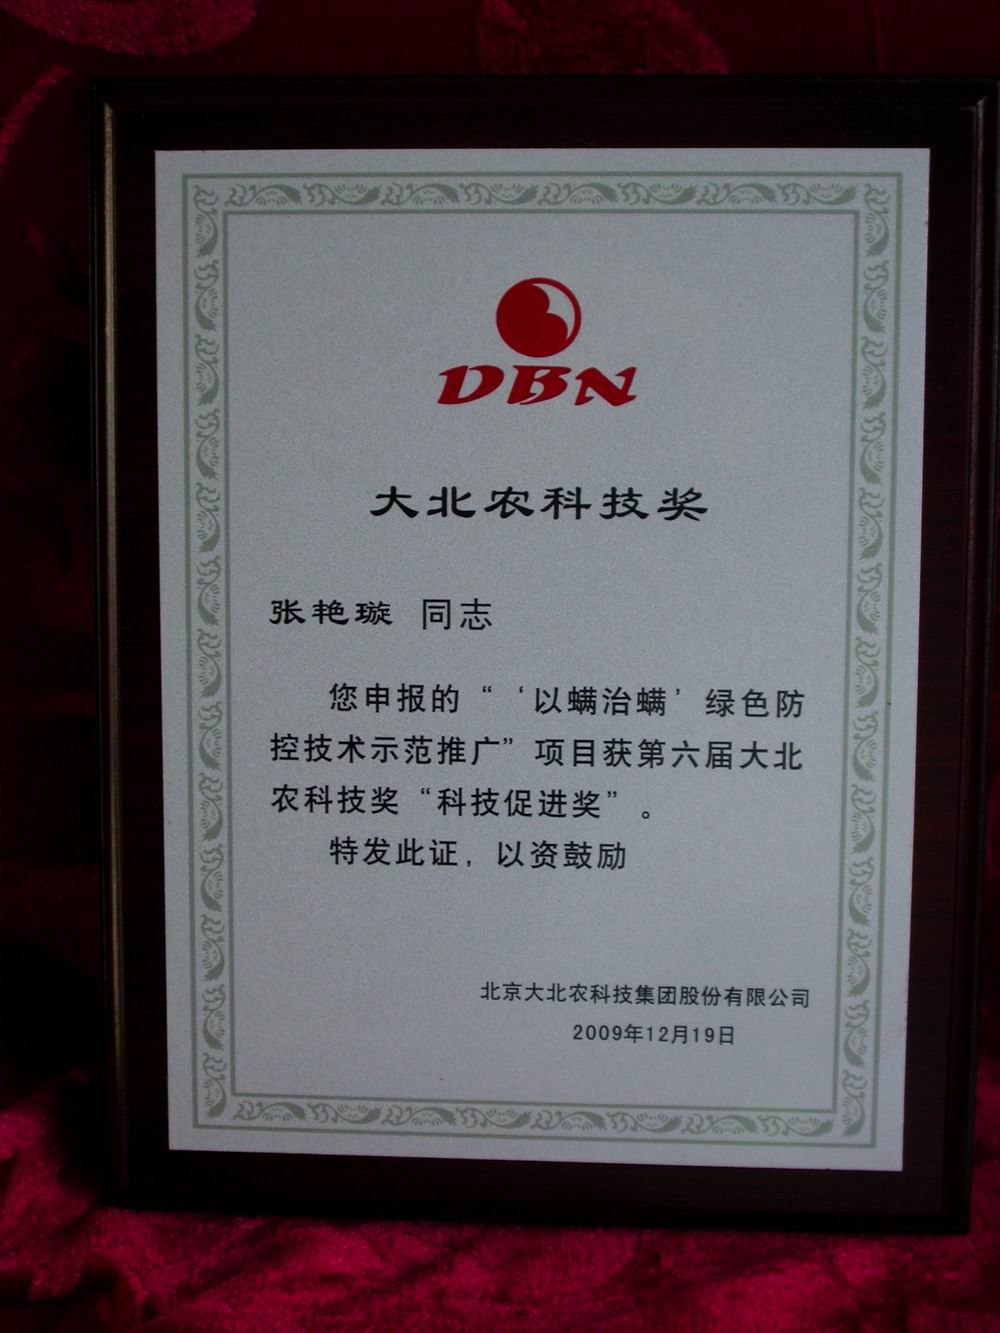 DBN
大北农科技奖
张艳璇 同志
您申报的“ ‘以螨治螨’绿色防
控技术示范推广”项目获第六届大北
农科技奖“科技促进奖”。
特发此证，以资鼓励
北京大北农科技集团股份有限公司
2009年12月19日